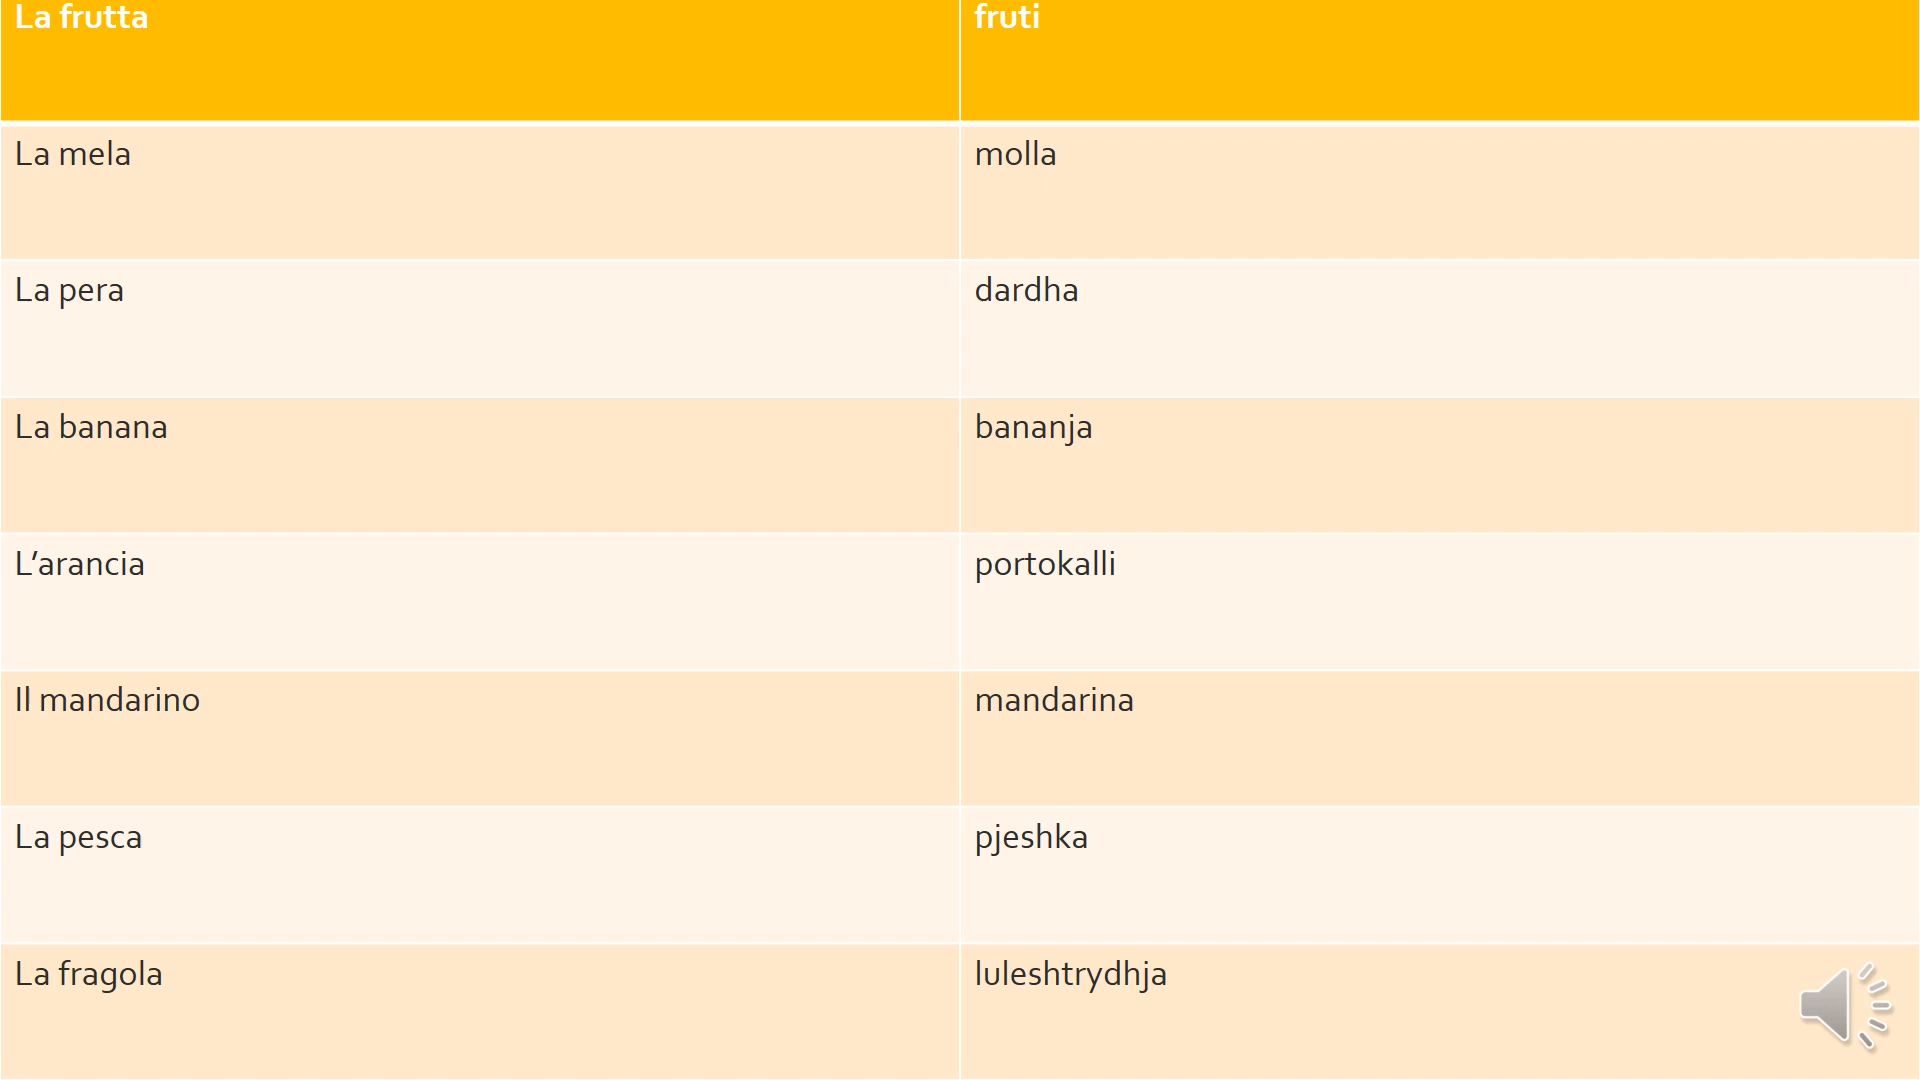 La frutta fruti
La mela molla
La pera dardha
La banana bananja
L’arancia portokalli
Il mandarino mandarina
La pesca pjeshka
La fragola luleshtrydhja